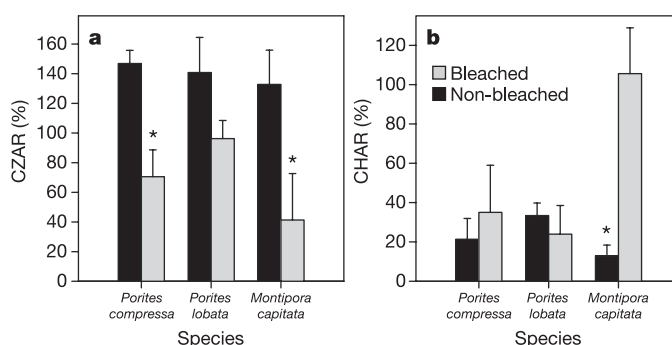 a
160
140
120
100
80
60
40
20
0
CZAR (%)
*
*
Porites compressa
Porites lobata
Montipora capitata
Species
b
Bleached
Non-bleached
120
100
80
60
40
20
0
CHAR (%)
*
Porites compressa
Porites lobata
Montipora capitata
Species